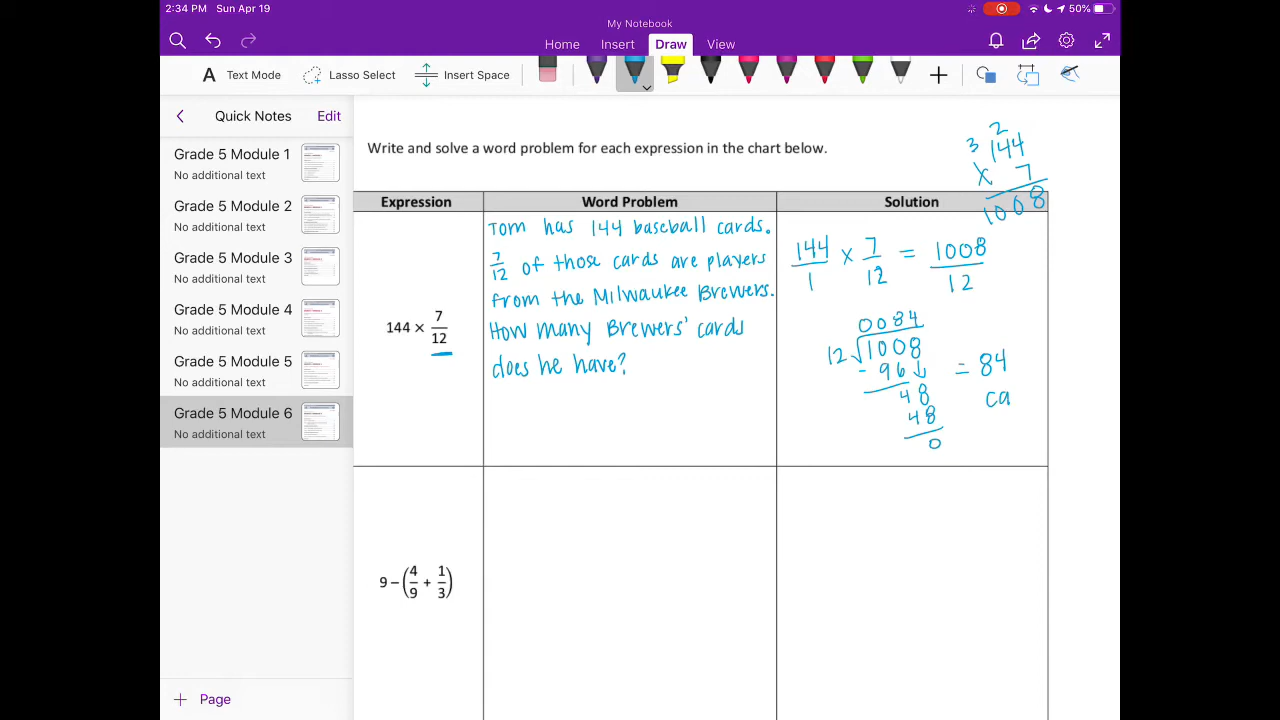 2:34 PM Sun Apr 19
50%
My Notebook
Home Insert Draw View
A Text Mode Lasso Select Insert Space
Quick Notes Edit
Grade 5 Module 1
No additional text
Grade 5 Module 2
No additional text
Grade 5 Module 3
No additional text
Grade 5 Module 4
No additional text
Grade 5 Module 5
No additional text
Grade 5 Module 6
No additional text
+ Page
Write and solve a word problem for each expression in the chart below.
3 2
144
x 7
1008
Expression Word Problem Solution
144 × 7/12
Tom has 144 baseball cards.
7/12 of those cards are players
from the Milwaukee Brewers.
How many Brewers' cards
does he have?
144/1 x 7/12 = 1008/12
0084
12 √1008
- 96↓
48
48
0
= 84
ca
9 – (4/9 + 1/3)